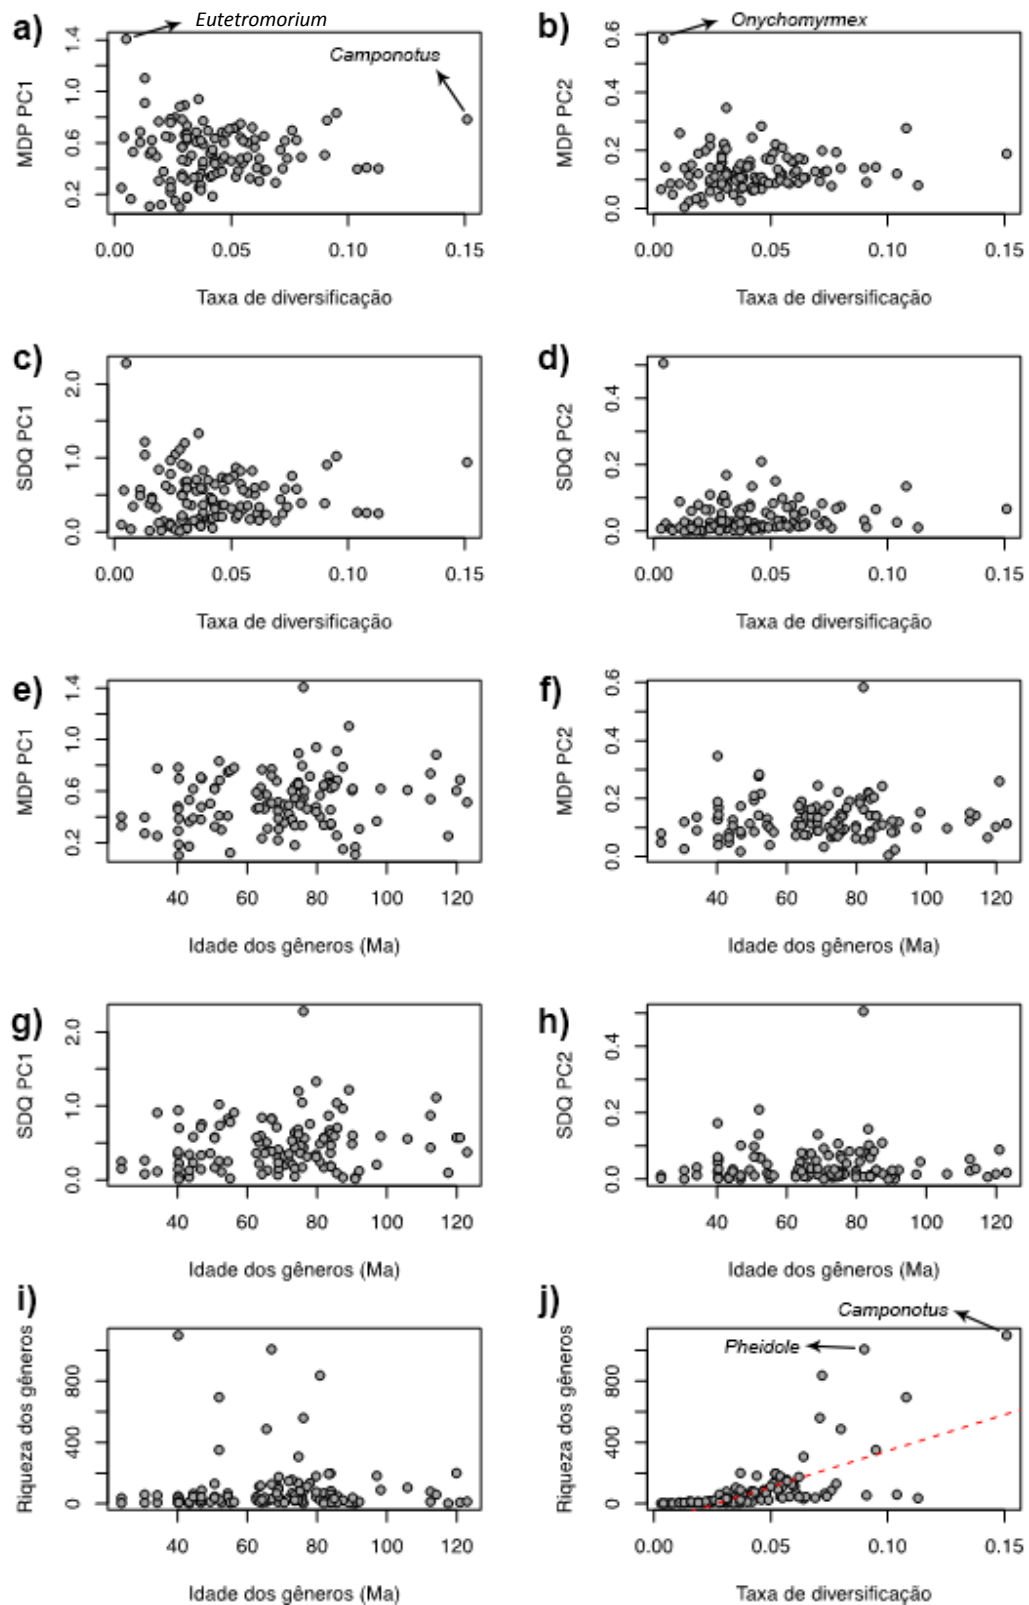 a)
Eutetromorium
Camponotus
MDP PC1
0.2 0.6 1.0 1.4
0.00 0.05 0.10 0.15
Taxa de diversificação
b)
Onychomyrmex
MDP PC2
0.0 0.2 0.4 0.6
0.00 0.05 0.10 0.15
Taxa de diversificação
c)
SDQ PC1
0.0 1.0 2.0
0.00 0.05 0.10 0.15
Taxa de diversificação
d)
SDQ PC2
0.0 0.2 0.4
0.00 0.05 0.10 0.15
Taxa de diversificação
e)
MDP PC1
0.2 0.6 1.0 1.4
40 60 80 100 120
Idade dos gêneros (Ma)
f)
MDP PC2
0.0 0.2 0.4 0.6
40 60 80 100 120
Idade dos gêneros (Ma)
g)
SDQ PC1
0.0 1.0 2.0
40 60 80 100 120
Idade dos gêneros (Ma)
h)
SDQ PC2
0.0 0.2 0.4
40 60 80 100 120
Idade dos gêneros (Ma)
i)
Riqueza dos gêneros
0 400 800
40 60 80 100 120
Idade dos gêneros (Ma)
j)
Camponotus
Pheidole
Riqueza dos gêneros
0 400 800
0.00 0.05 0.10 0.15
Taxa de diversificação